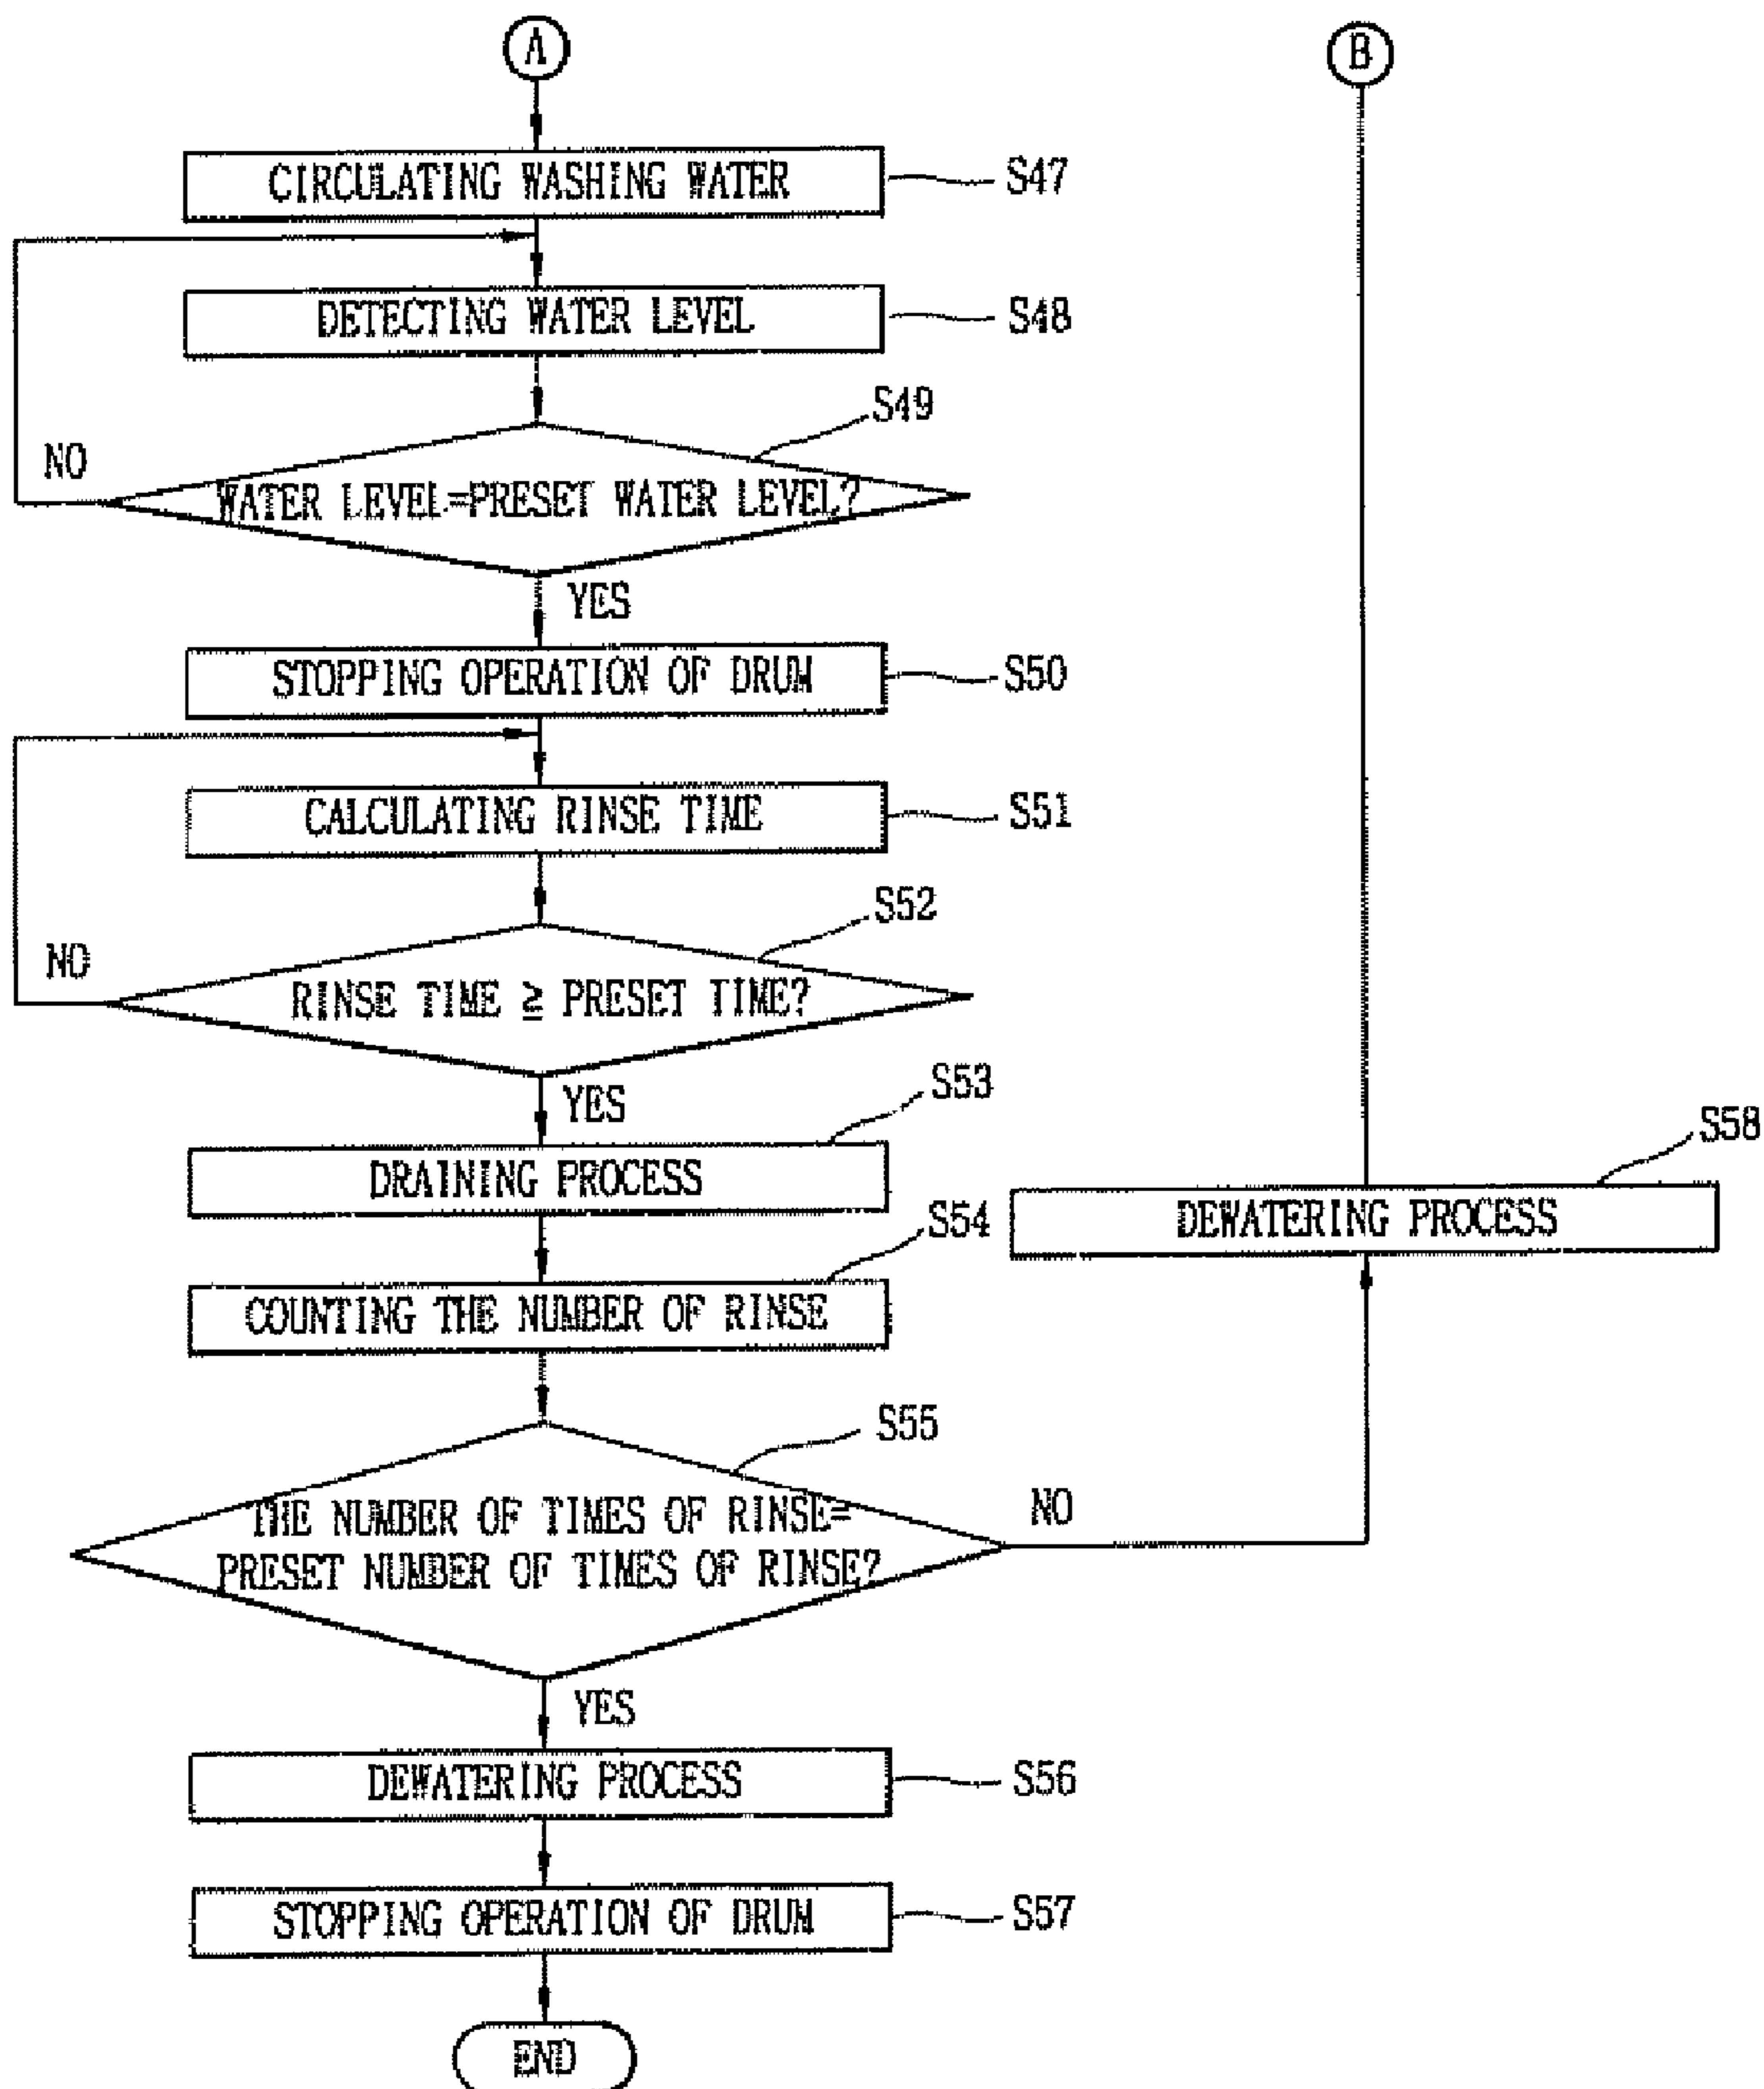 A
B
CIRCULATING WASHING WATER
S47
DETECTING WATER LEVEL
S48
S49
NO
WATER LEVEL=PRESET WATER LEVEL?
YES
STOPPING OPERATION OF DRUM
S50
CALCULATING RINSE TIME
S51
S52
NO
RINSE TIME ≧ PRESET TIME?
YES
S53
DRAINING PROCESS
S58
DEWATERING PROCESS
S54
COUNTING THE NUMBER OF RINSE
S55
THE NUMBER OF TIMES OF RINSE=
PRESET NUMBER OF TIMES OF RINSE?
NO
YES
DEWATERING PROCESS
S56
STOPPING OPERATION OF DRUM
S57
END